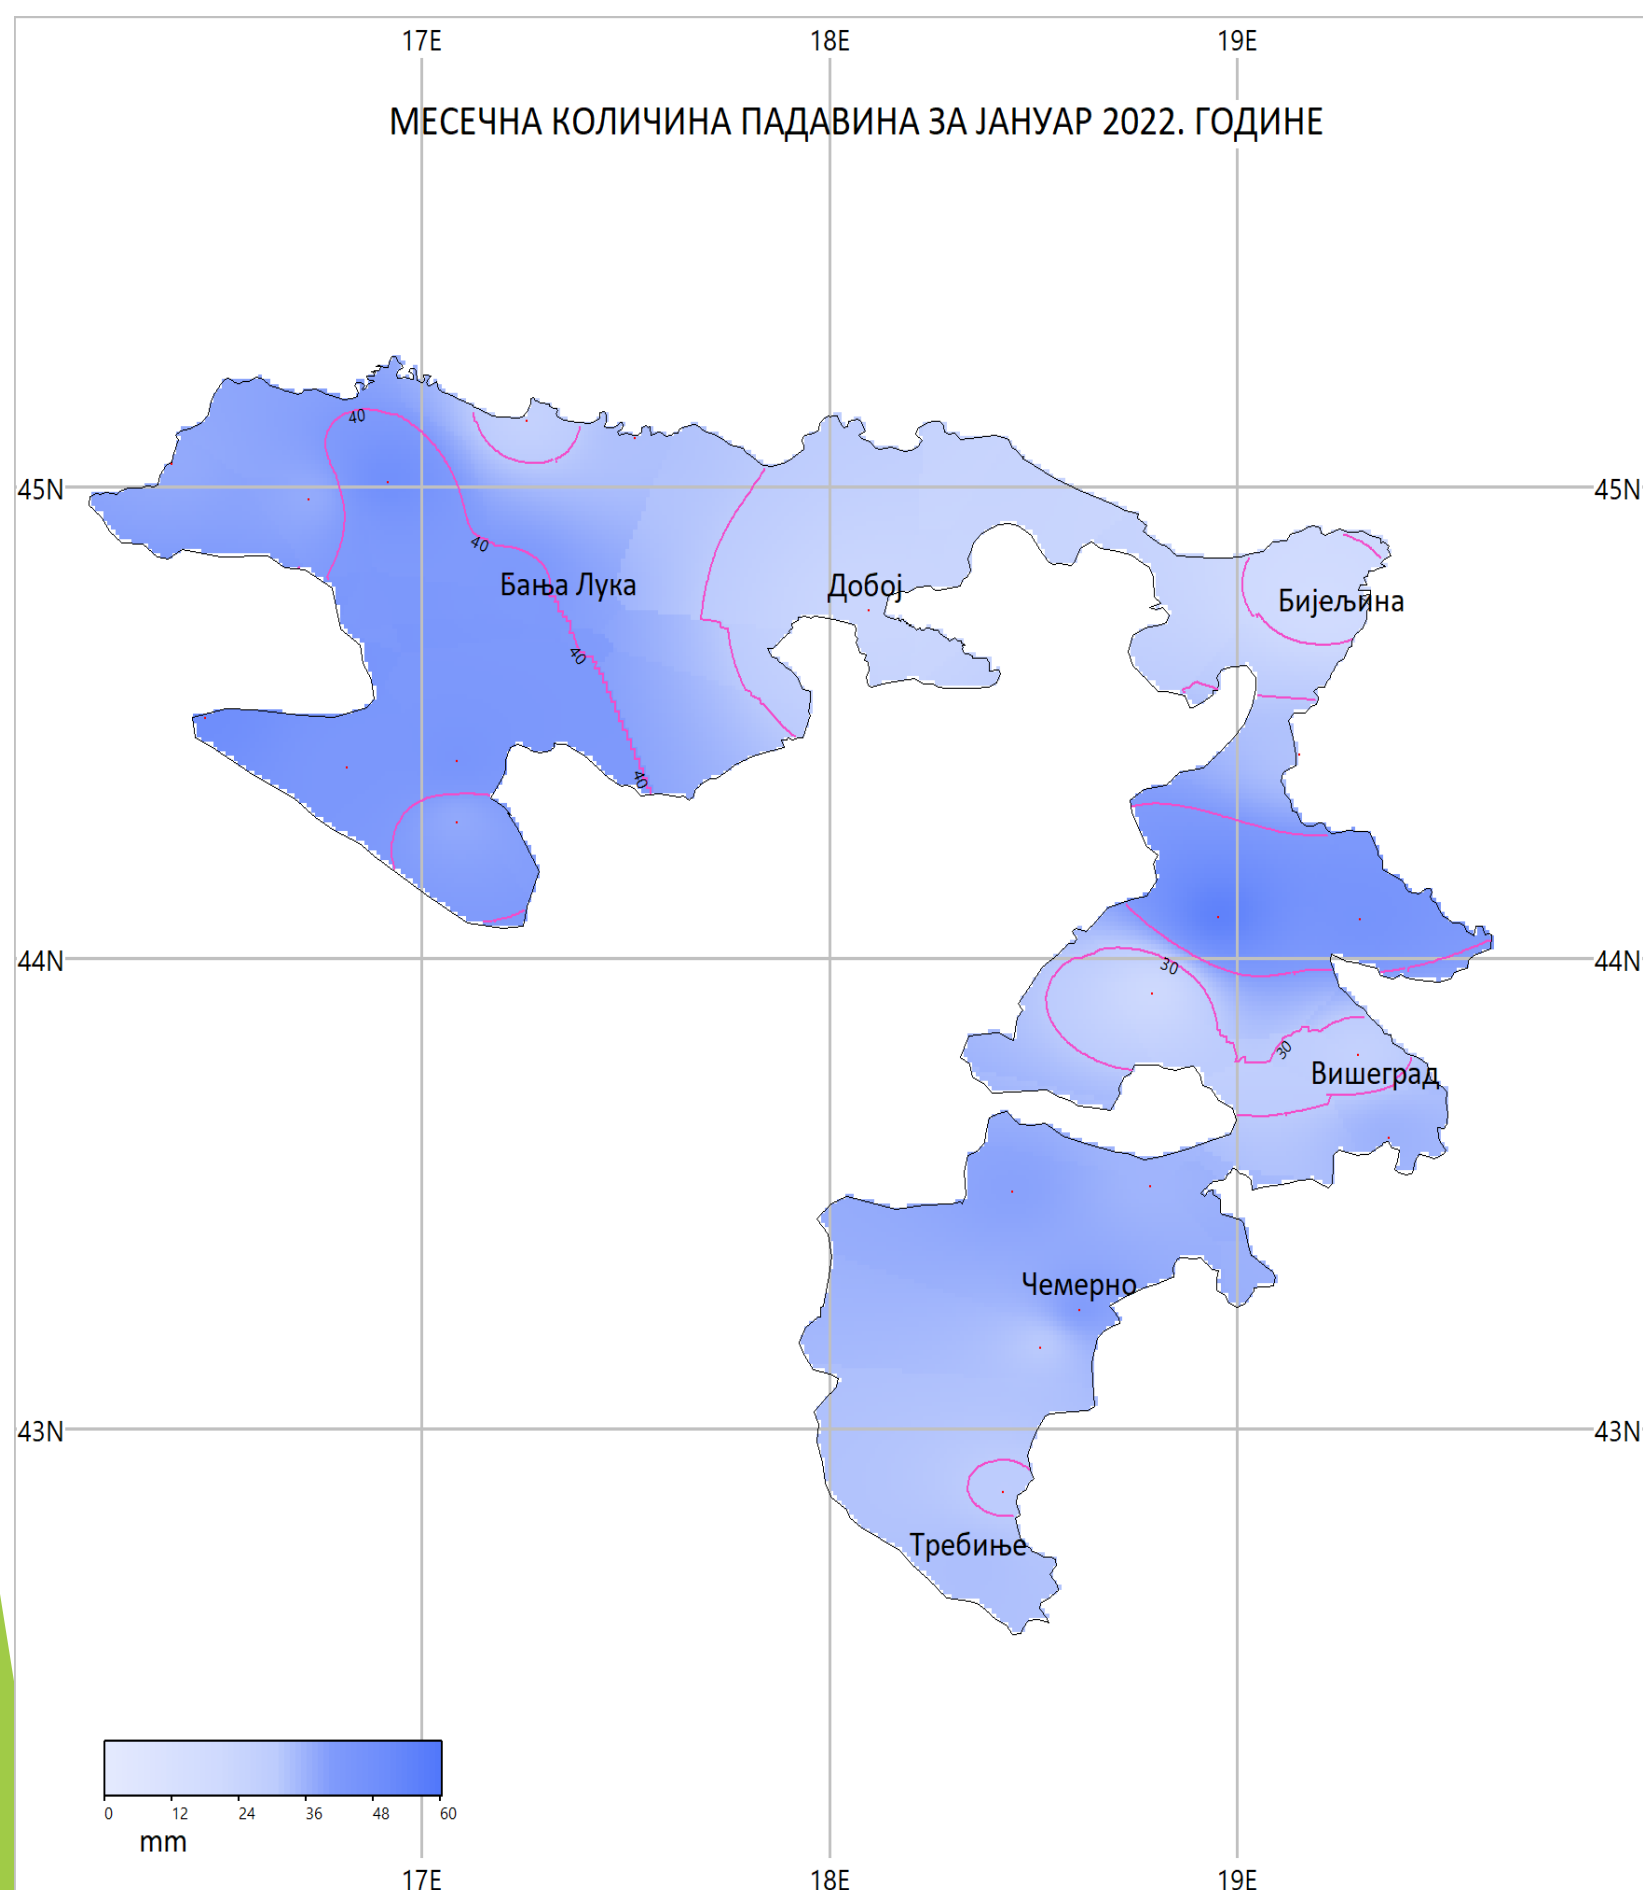 17E 18E 19E
МЕСЕЧНА КОЛИЧИНА ПАДАВИНА ЗА ЈАНУАР 2022. ГОДИНЕ
40
45N 45N
40
Бања Лука Добој Бијељина
40
40
44N 44N
30
30
Вишеград
Чемерно
43N 43N
Требиње
0 12 24 36 48 60
mm
17E 18E 19E